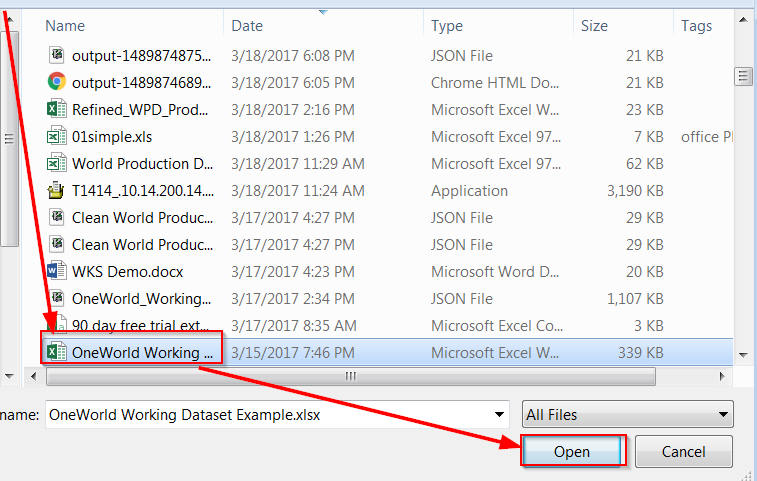 Name Date Type Size Tags
output-1489874875... 3/18/2017 6:08 PM JSON File 21 KB
output-1489874689... 3/18/2017 6:05 PM Chrome HTML Do... 21 KB
Refined_WPD_Prod... 3/18/2017 2:16 PM Microsoft Excel W... 23 KB
01simple.xls 3/18/2017 1:26 PM Microsoft Excel 97... 7 KB office P
World Production D... 3/18/2017 11:29 AM Microsoft Excel 97... 62 KB
T1414_.10.14.200.14.... 3/18/2017 11:24 AM Application 3,190 KB
Clean World Produc... 3/17/2017 4:27 PM JSON File 29 KB
Clean World Produc... 3/17/2017 4:27 PM JSON File 29 KB
WKS Demo.docx 3/17/2017 4:23 PM Microsoft Word D... 20 KB
OneWorld_Working... 3/17/2017 2:34 PM JSON File 1,107 KB
90 day free trial ext... 3/17/2017 8:35 AM Microsoft Excel Co... 3 KB
OneWorld Working ... 3/15/2017 7:46 PM Microsoft Excel W... 339 KB
name: OneWorld Working Dataset Example.xlsx All Files
Open Cancel